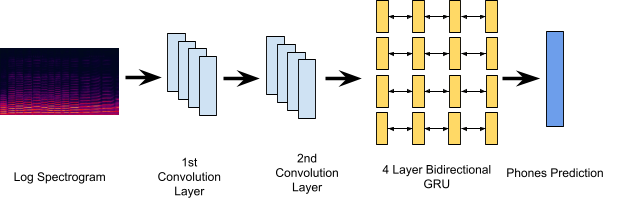 Log Spectrogram
1st
Convolution
Layer
2nd
Convolution
Layer
4 Layer Bidirectional
GRU
Phones Prediction